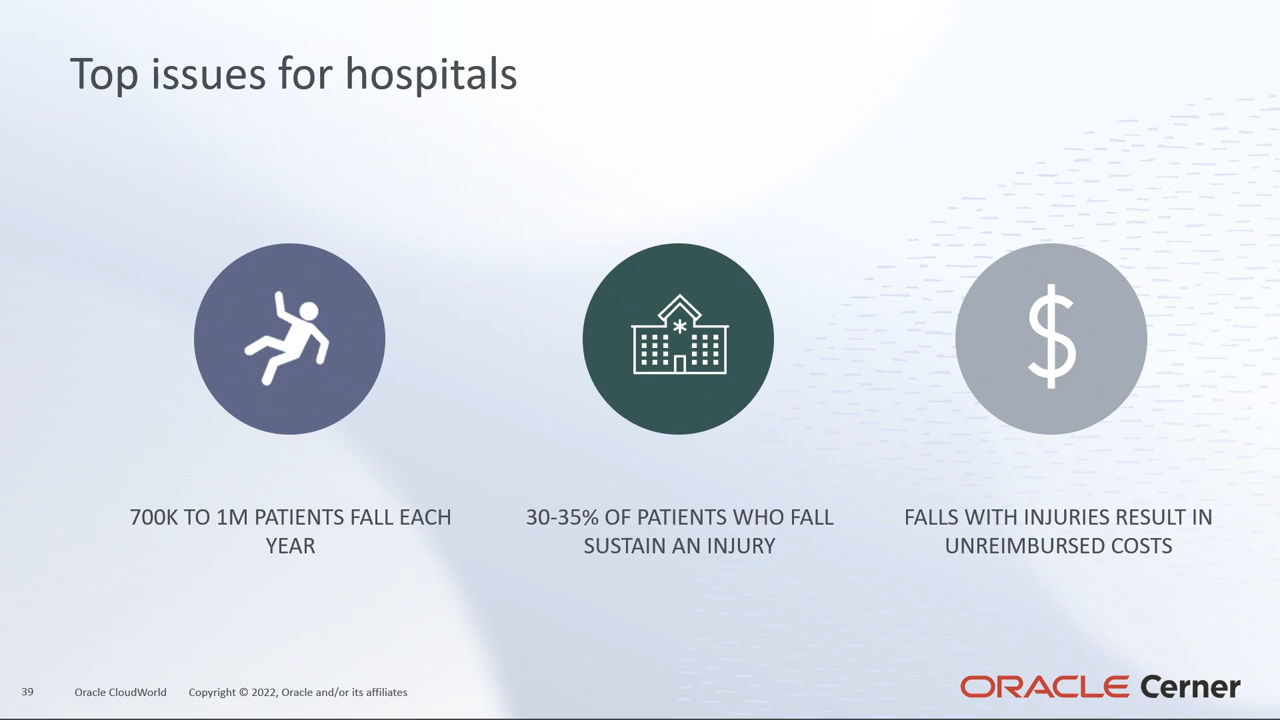 Top issues for hospitals
700K TO 1M PATIENTS FALL EACH
YEAR
30-35% OF PATIENTS WHO FALL
SUSTAIN AN INJURY
FALLS WITH INJURIES RESULT IN
UNREIMBURSED COSTS
39 Oracle CloudWorld Copyright © 2022, Oracle and/or its affiliates
ORACLE Cerner